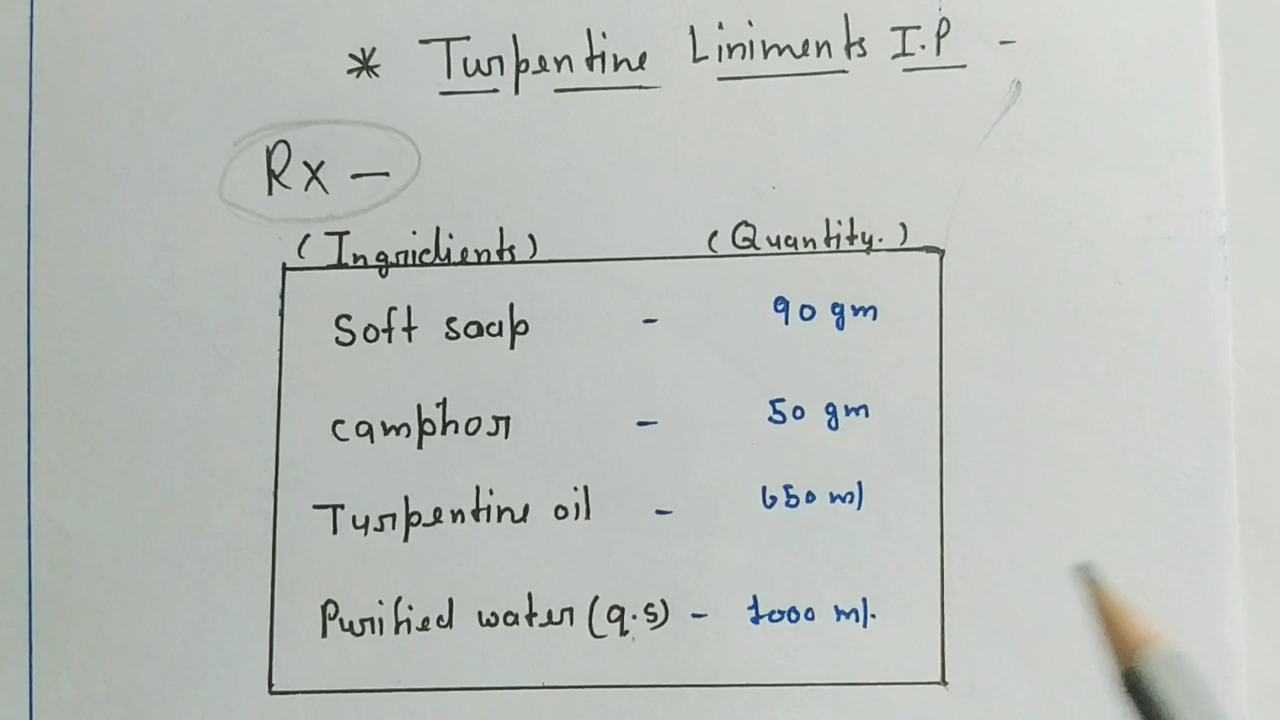 * Turpentine Liniments I.P -
Rx -
(Ingridients) (Quantity.)
Soft soap - 90 gm
camphor - 50 gm
Turpentine oil - 650 ml
Purified water (q.s) - 1000 ml.